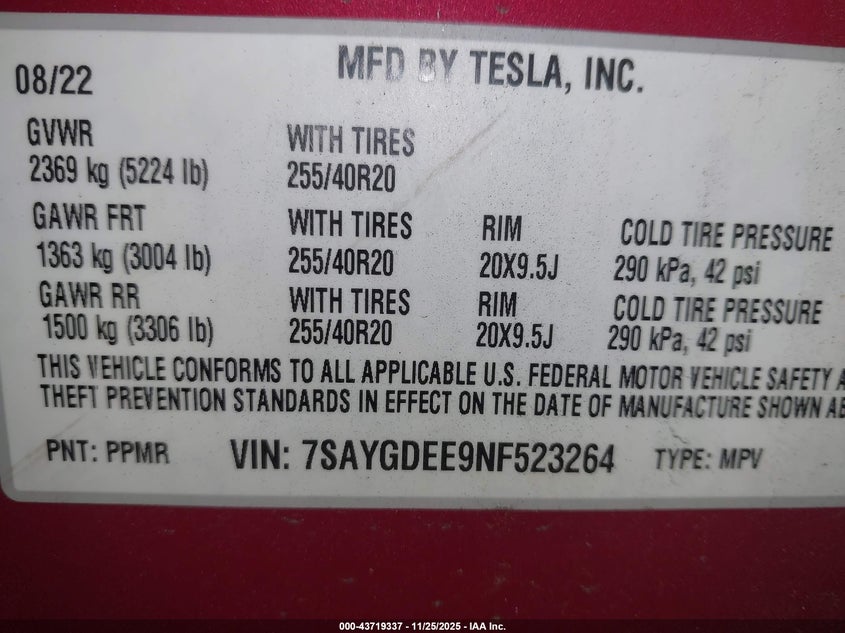 08/22
MFD BY TESLA, INC.
GVWR
2369 kg (5224 lb)
WITH TIRES
255/40R20
GAWR FRT
1363 kg (3004 lb)
WITH TIRES
255/40R20
RIM
20X9.5J
COLD TIRE PRESSURE
290 kPa, 42 psi
GAWR RR
1500 kg (3306 lb)
WITH TIRES
255/40R20
RIM
20X9.5J
COLD TIRE PRESSURE
290 kPa, 42 psi
THIS VEHICLE CONFORMS TO ALL APPLICABLE U.S. FEDERAL MOTOR VEHICLE SAFETY
THEFT PREVENTION STANDARDS IN EFFECT ON THE DATE OF MANUFACTURE SHOWN
PNT: PPMR
VIN: 7SAYGDEE9NF523264
TYPE: MPV
000-43719337 - 11/25/2025 - IAA Inc.